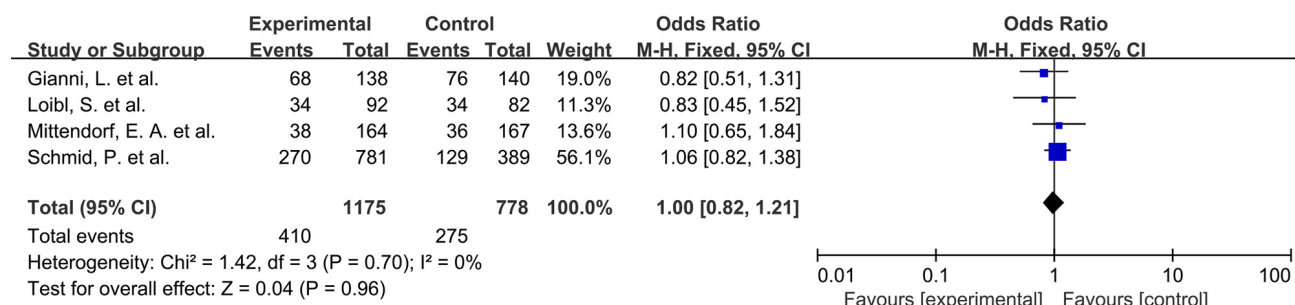 Experimental Control Odds Ratio Odds Ratio
Study or Subgroup Events Total Events Total Weight M-H, Fixed, 95% CI M-H, Fixed, 95% CI
Gianni, L. et al. 68 138 76 140 19.0% 0.82 [0.51, 1.31]
Loibl, S. et al. 34 92 34 82 11.3% 0.83 [0.45, 1.52]
Mittendorf, E. A. et al. 38 164 36 167 13.6% 1.10 [0.65, 1.84]
Schmid, P. et al. 270 781 129 389 56.1% 1.06 [0.82, 1.38]
Total (95% CI) 1175 778 100.0% 1.00 [0.82, 1.21]
Total events 410 275
Heterogeneity: Chi² = 1.42, df = 3 (P = 0.70); I² = 0%
Test for overall effect: Z = 0.04 (P = 0.96)
0.01 0.1 1 10 100
Favours [experimental] Favours [control]